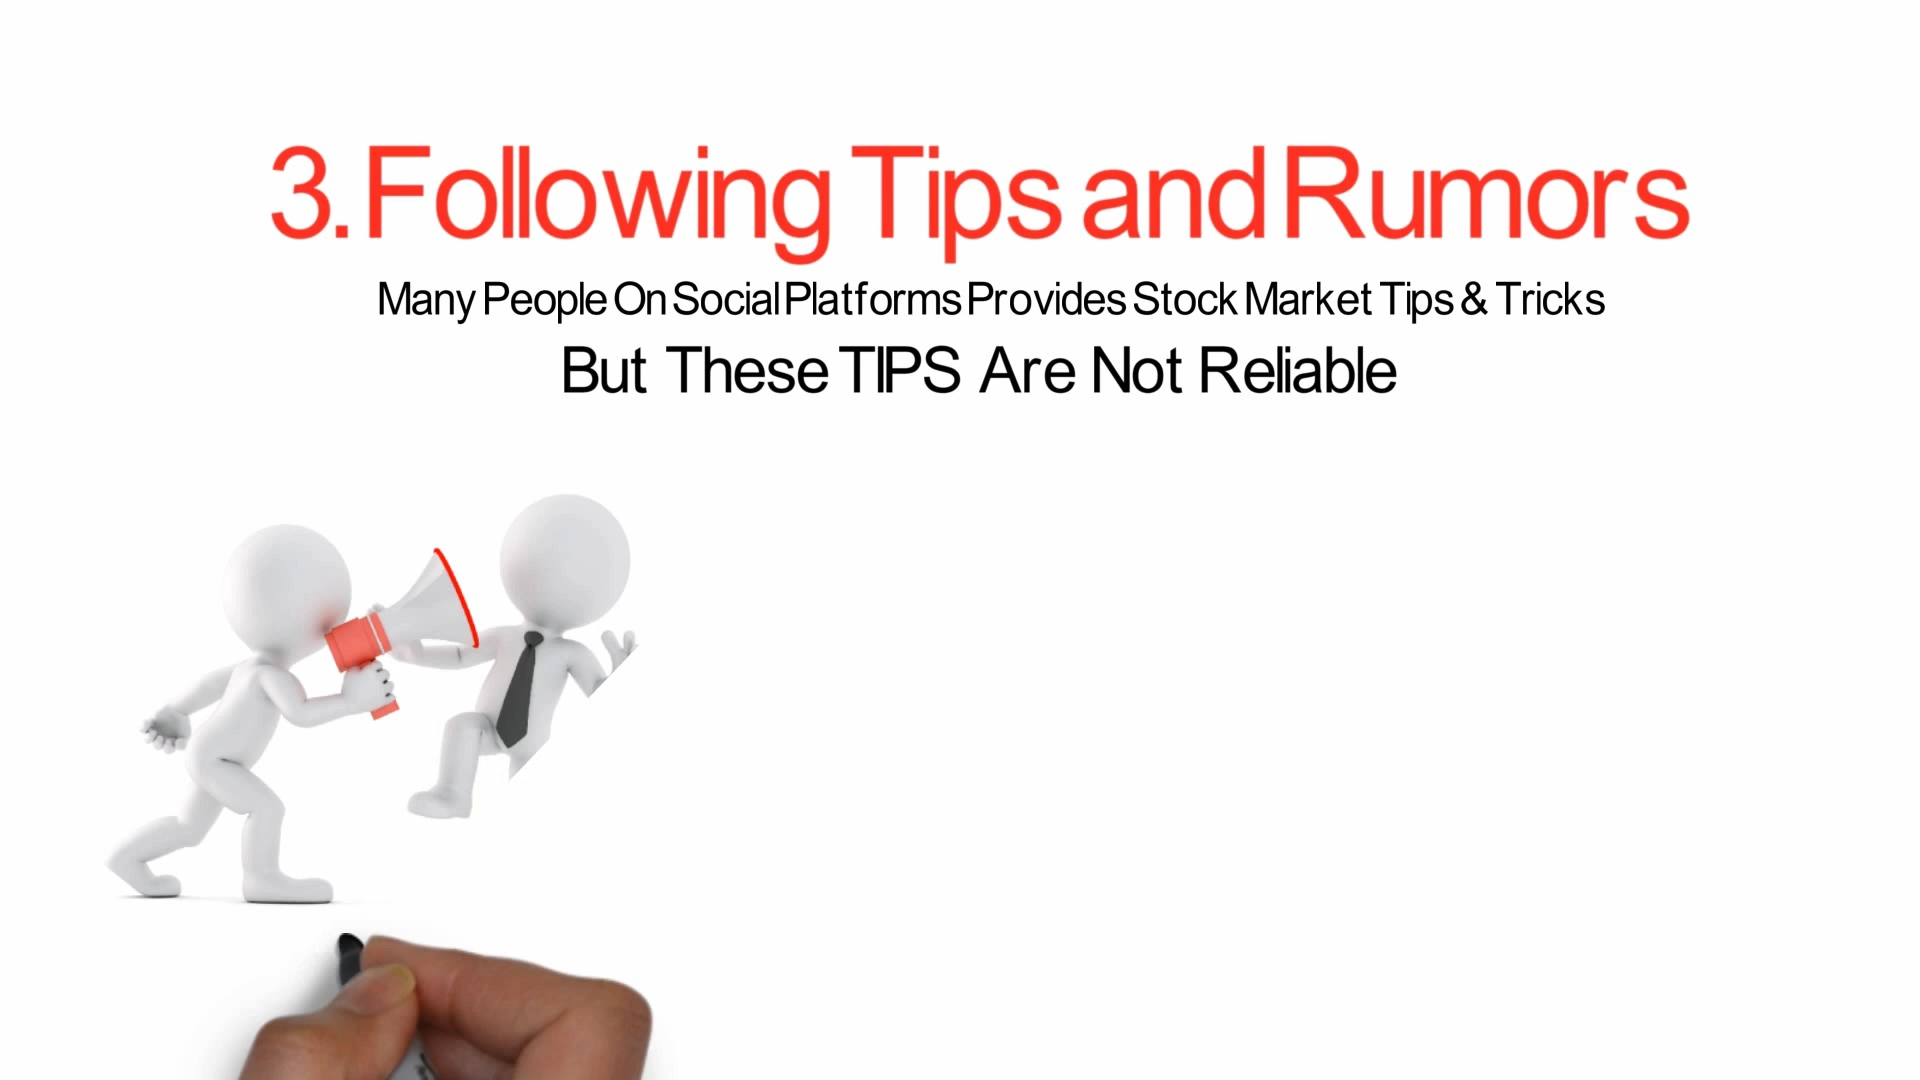 3. Following Tips and Rumors
Many People On Social Platforms Provides Stock Market Tips & Tricks
But These TIPS Are Not Reliable